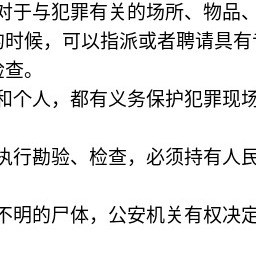 对于与犯罪有关的场所、物品、
的时候，可以指派或者聘请具有
检查。
和个人，都有义务保护犯罪现场
执行勘验、检查，必须持有人民
不明的尸体，公安机关有权决定